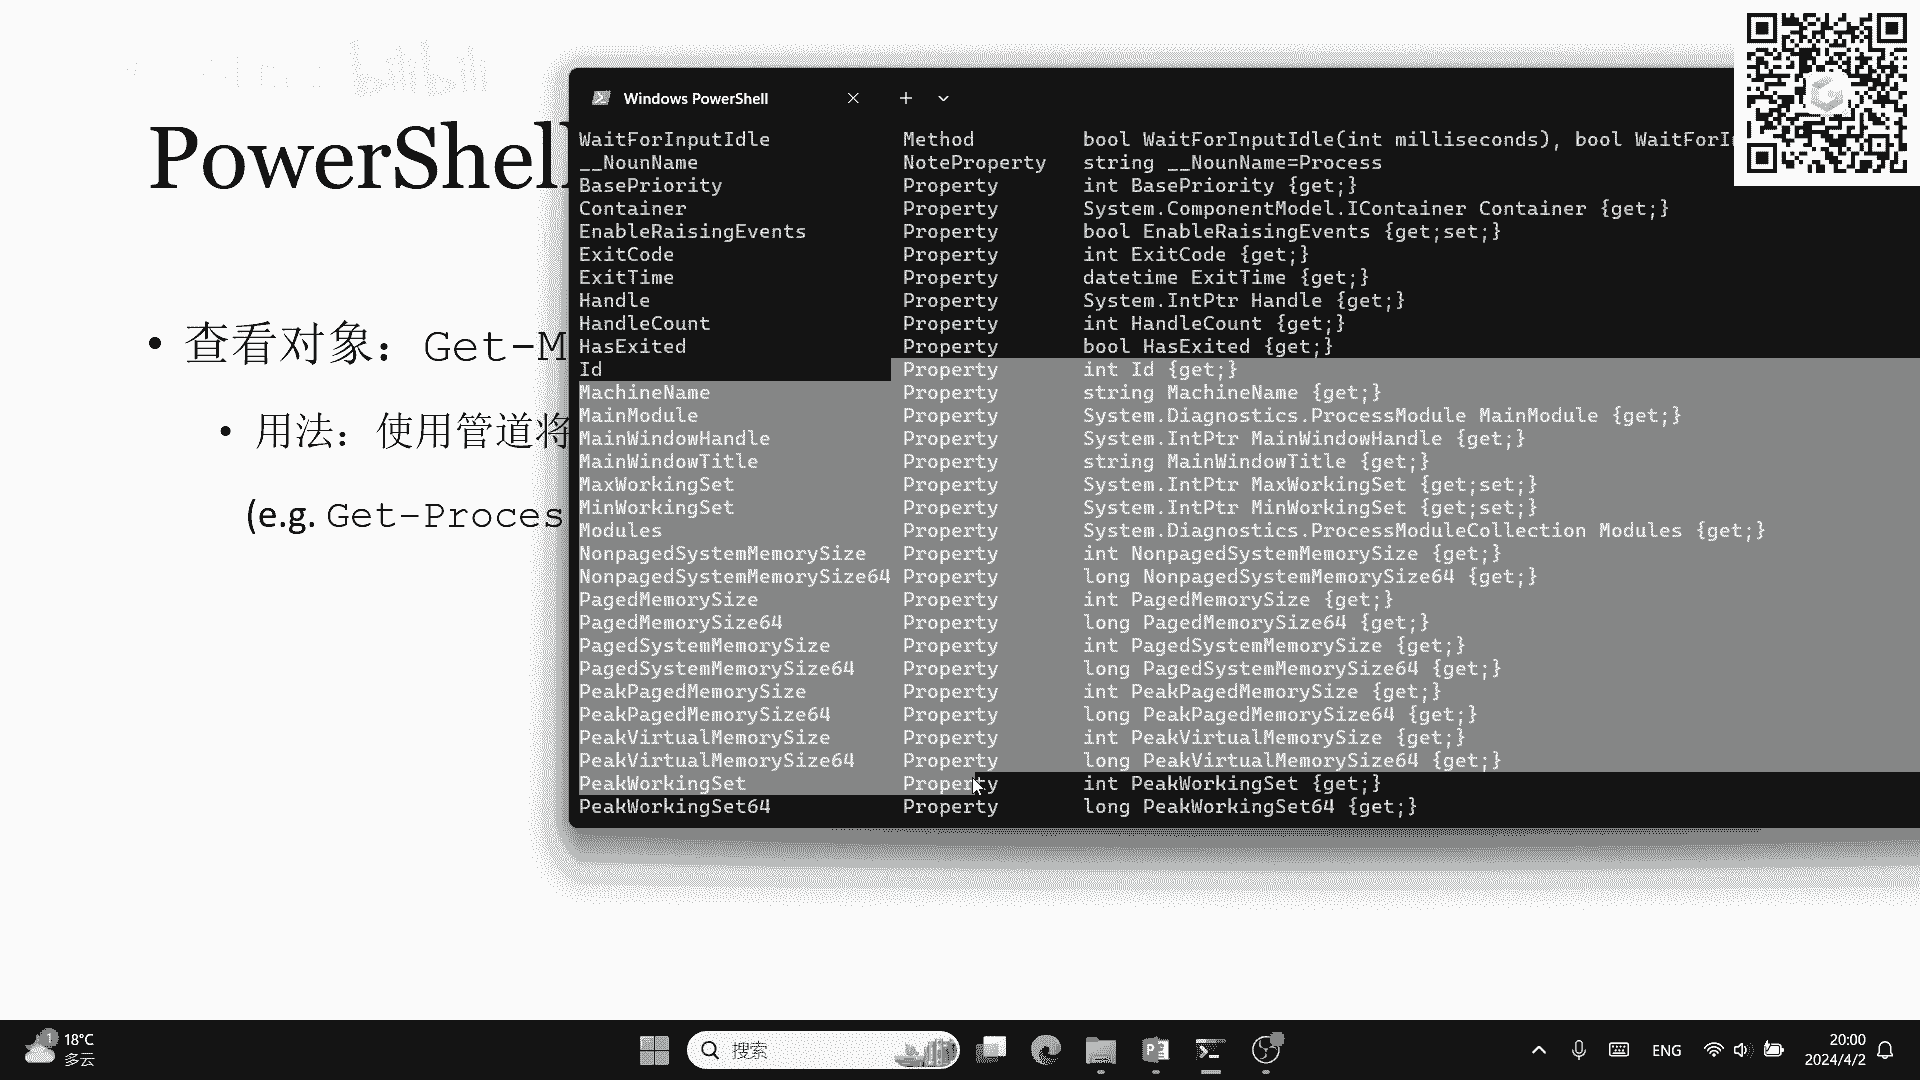 bilibili
PowerShell
• 查看对象：Get-M
• 用法：使用管道将
(e.g. Get-Proces
Windows PowerShell
WaitForInputIdle Method bool WaitForInputIdle(int milliseconds), bool WaitForI
__NounName NoteProperty string __NounName=Process
BasePriority Property int BasePriority {get;}
Container Property System.ComponentModel.IContainer Container {get;}
EnableRaisingEvents Property bool EnableRaisingEvents {get;set;}
ExitCode Property int ExitCode {get;}
ExitTime Property datetime ExitTime {get;}
Handle Property System.IntPtr Handle {get;}
HandleCount Property int HandleCount {get;}
HasExited Property bool HasExited {get;}
Id Property int Id {get;}
MachineName Property string MachineName {get;}
MainModule Property System.Diagnostics.ProcessModule MainModule {get;}
MainWindowHandle Property System.IntPtr MainWindowHandle {get;}
MainWindowTitle Property string MainWindowTitle {get;}
MaxWorkingSet Property System.IntPtr MaxWorkingSet {get;set;}
MinWorkingSet Property System.IntPtr MinWorkingSet {get;set;}
Modules Property System.Diagnostics.ProcessModuleCollection Modules {get;}
NonpagedSystemMemorySize Property int NonpagedSystemMemorySize {get;}
NonpagedSystemMemorySize64 Property long NonpagedSystemMemorySize64 {get;}
PagedMemorySize Property int PagedMemorySize {get;}
PagedMemorySize64 Property long PagedMemorySize64 {get;}
PagedSystemMemorySize Property int PagedSystemMemorySize {get;}
PagedSystemMemorySize64 Property long PagedSystemMemorySize64 {get;}
PeakPagedMemorySize Property int PeakPagedMemorySize {get;}
PeakPagedMemorySize64 Property long PeakPagedMemorySize64 {get;}
PeakVirtualMemorySize Property int PeakVirtualMemorySize {get;}
PeakVirtualMemorySize64 Property long PeakVirtualMemorySize64 {get;}
PeakWorkingSet Property int PeakWorkingSet {get;}
PeakWorkingSet64 Property long PeakWorkingSet64 {get;}
1
18°C
多云
搜索
ENG
20:00
2024/4/2